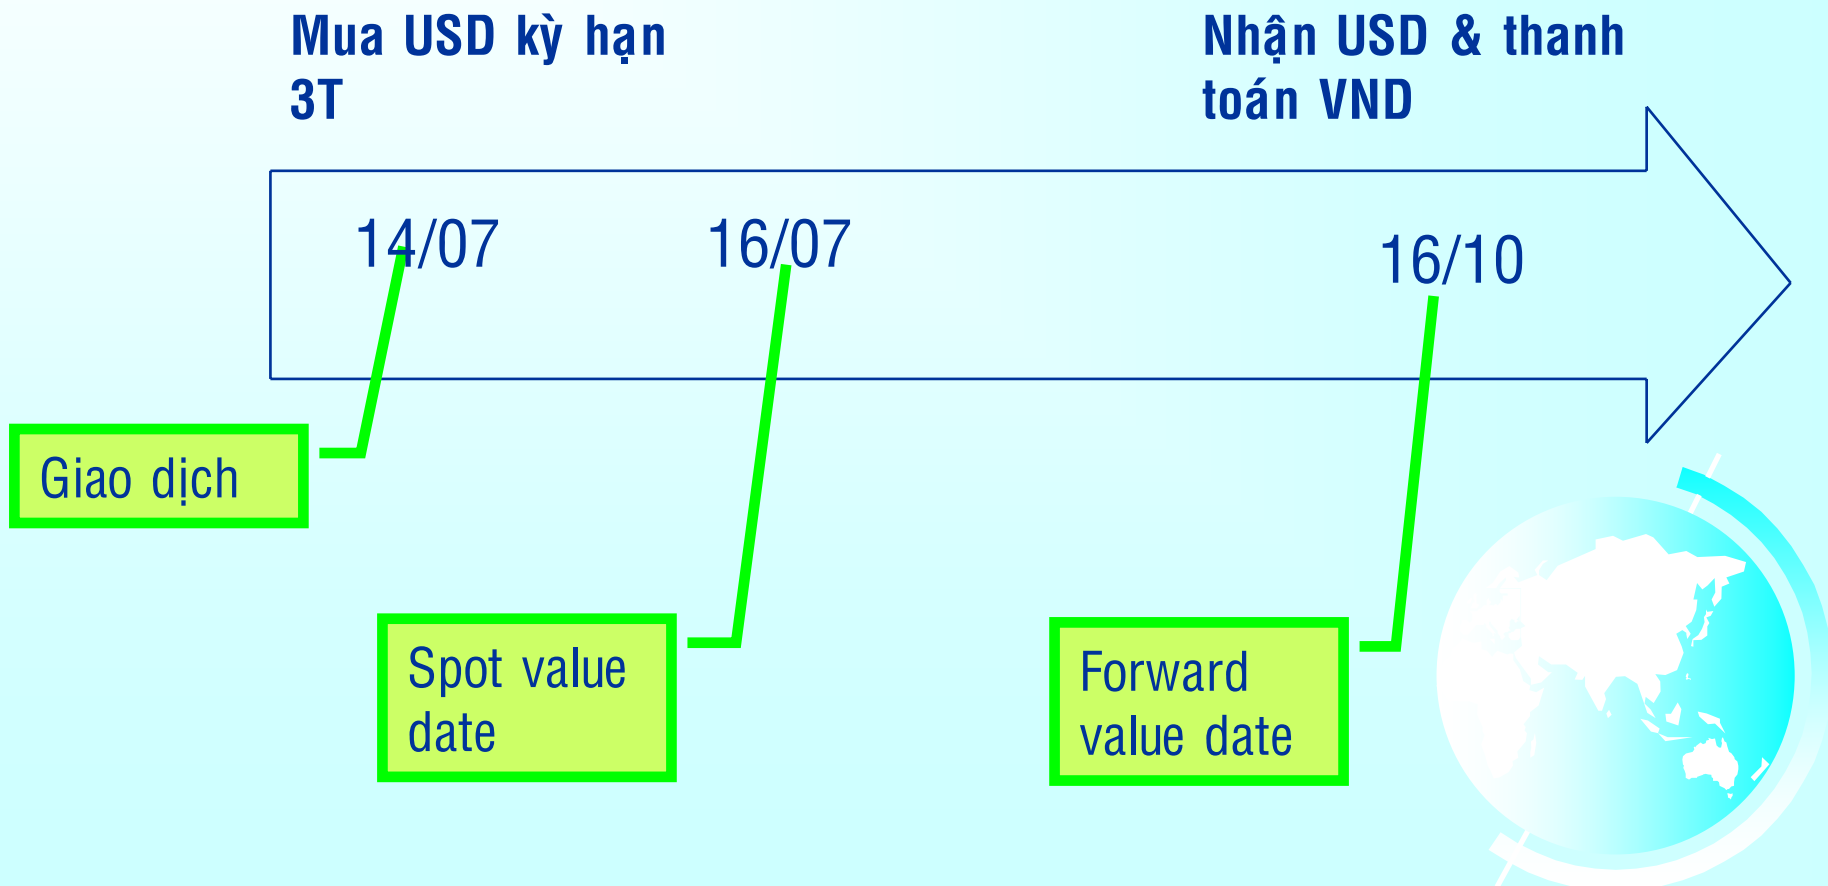 Mua USD kỳ hạn
3T
Nhận USD & thanh
toán VND
14/07
16/07
16/10
Giao dịch
Spot value
date
Forward
value date